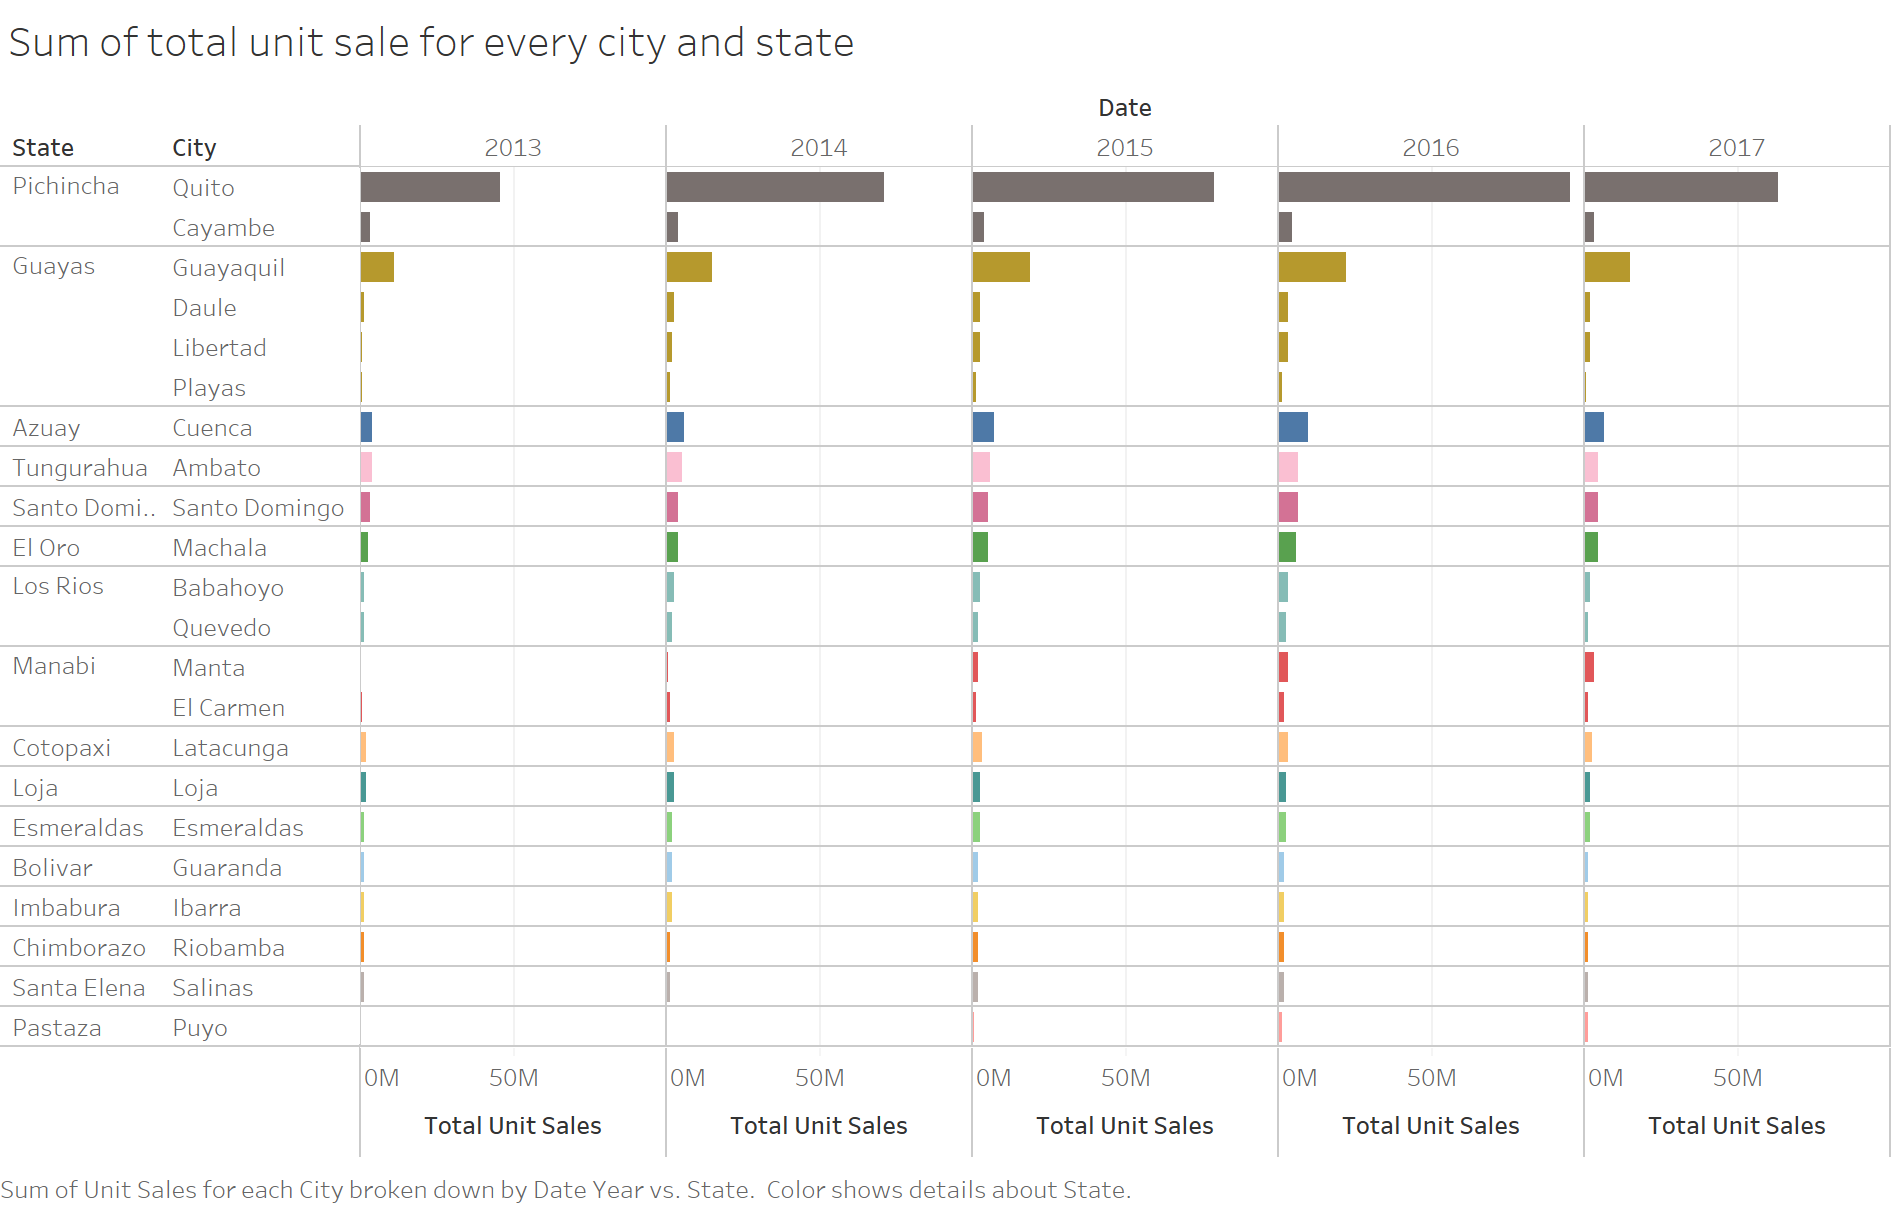 Sum of total unit sale for every city and state
Date
State City 2013 2014 2015 2016 2017
Pichincha Quito
Cayambe
Guayas Guayaquil
Daule
Libertad
Playas
Azuay Cuenca
Tungurahua Ambato
Santo Domi.. Santo Domingo
El Oro Machala
Los Rios Babahoyo
Quevedo
Manabi Manta
El Carmen
Cotopaxi Latacunga
Loja Loja
Esmeraldas Esmeraldas
Bolivar Guaranda
Imbabura Ibarra
Chimborazo Riobamba
Santa Elena Salinas
Pastaza Puyo
0M 50M 0M 50M 0M 50M 0M 50M 0M 50M
Total Unit Sales Total Unit Sales Total Unit Sales Total Unit Sales Total Unit Sales
Sum of Unit Sales for each City broken down by Date Year vs. State.  Color shows details about State.